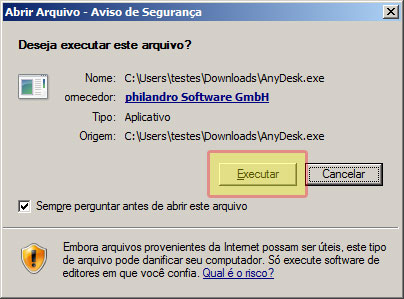 Abrir Arquivo - Aviso de Segurança
Deseja executar este arquivo?
Nome: C:\Users\testes\Downloads\AnyDesk.exe
ornecedor: philandro Software GmbH
Tipo: Aplicativo
Origem: C:\Users\testes\Downloads\AnyDesk.exe
Executar Cancelar
Sempre perguntar antes de abrir este arquivo
Embora arquivos provenientes da Internet possam ser úteis, este tipo
de arquivo pode danificar seu computador. Só execute software de
editores em que você confia. Qual é o risco?